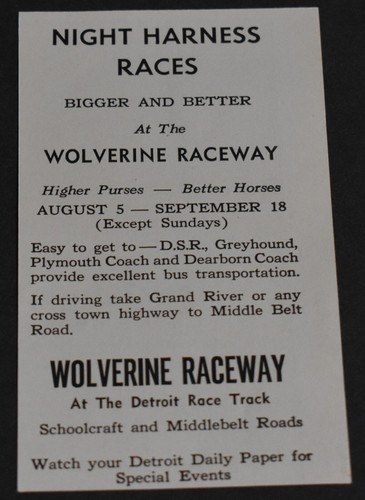 NIGHT HARNESS
RACES
BIGGER AND BETTER
At The
WOLVERINE RACEWAY
Higher Purses — Better Horses
AUGUST 5 — SEPTEMBER 18
(Except Sundays)
Easy to get to — D.S.R., Greyhound,
Plymouth Coach and Dearborn Coach
provide excellent bus transportation.
If driving take Grand River or any
cross town highway to Middle Belt
Road.
WOLVERINE RACEWAY
At The Detroit Race Track
Schoolcraft and Middlebelt Roads
Watch your Detroit Daily Paper for
Special Events